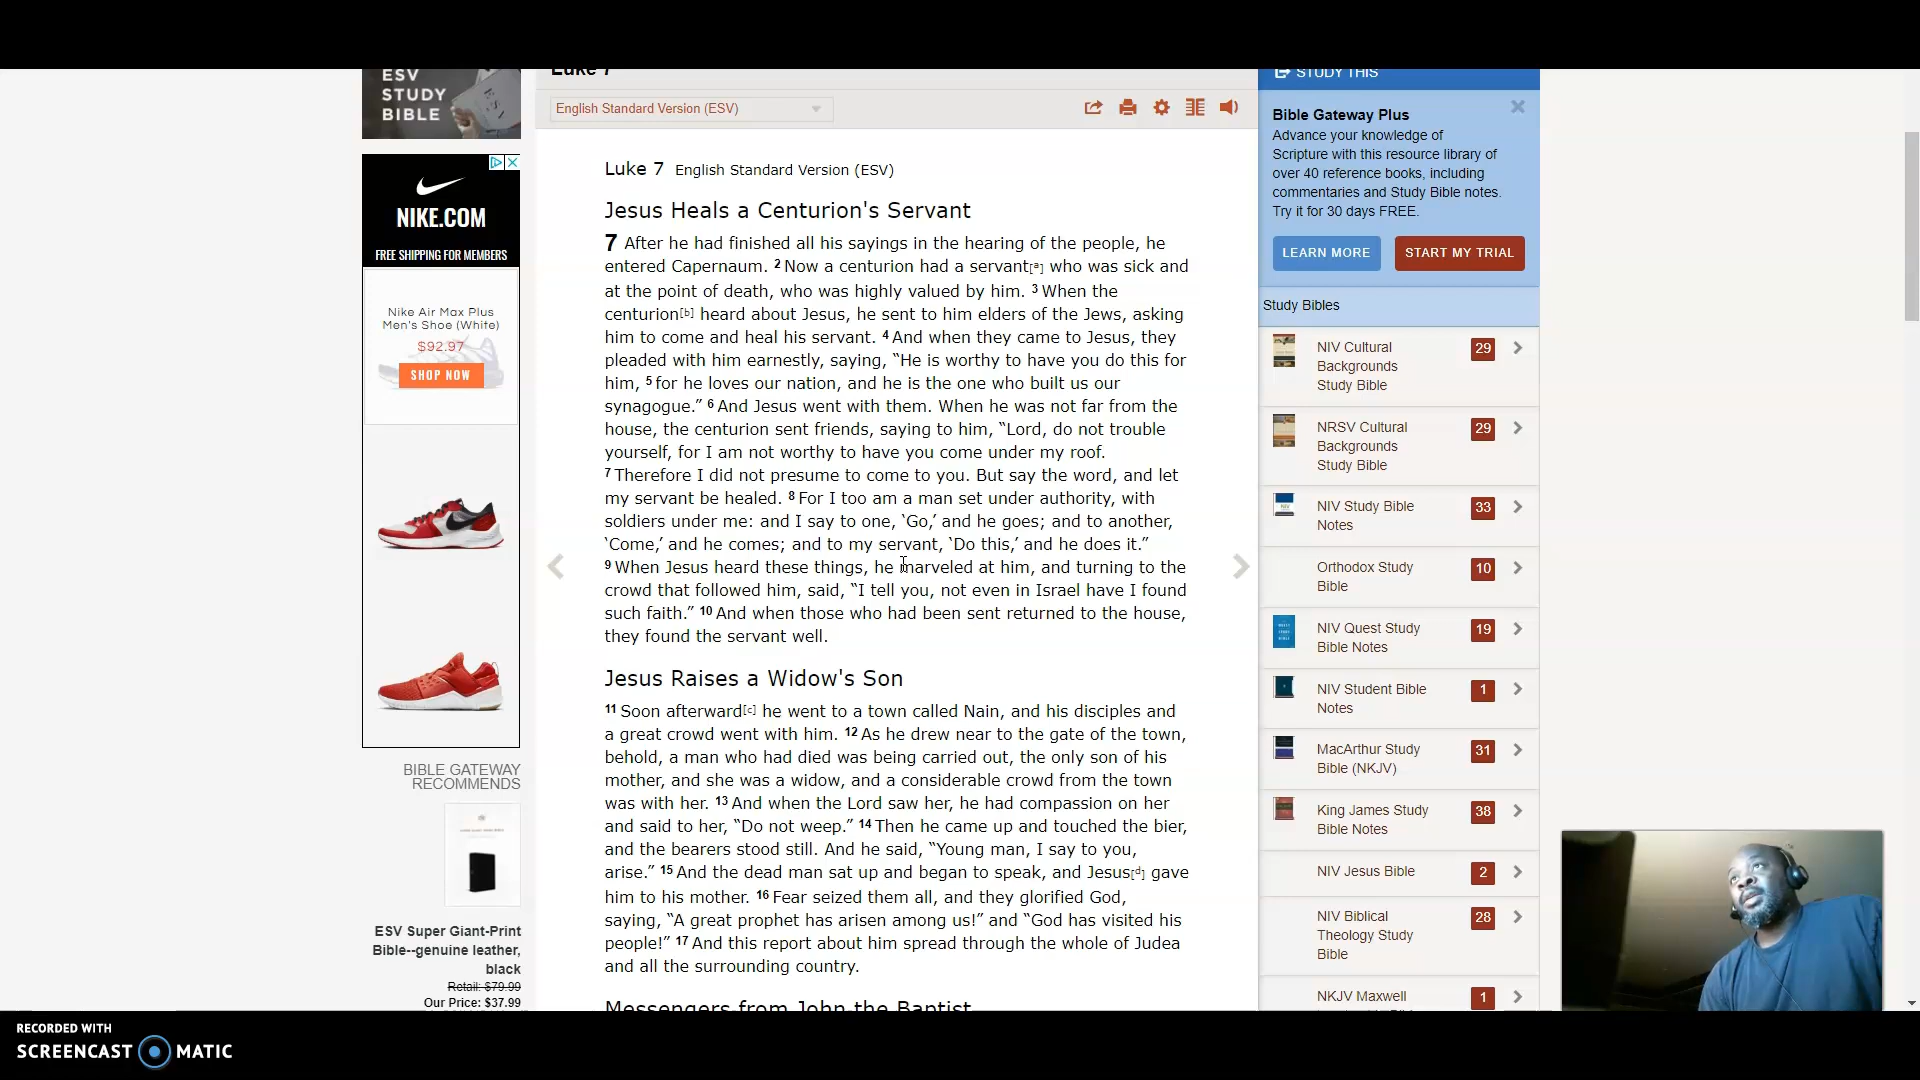 ESV
STUDY
BIBLE
NIKE.COM
FREE SHIPPING FOR MEMBERS
Nike Air Max Plus
Men's Shoe (White)
$92.97
SHOP NOW
BIBLE GATEWAY
RECOMMENDS
ESV Super Giant-Print
Bible--genuine leather,
black
Retail: $79.99
Our Price: $37.99
Luke 7
English Standard Version (ESV)
Luke 7 English Standard Version (ESV)
Jesus Heals a Centurion's Servant
7 After he had finished all his sayings in the hearing of the people, he
entered Capernaum. 2 Now a centurion had a servant[a] who was sick and
at the point of death, who was highly valued by him. 3 When the
centurion[b] heard about Jesus, he sent to him elders of the Jews, asking
him to come and heal his servant. 4 And when they came to Jesus, they
pleaded with him earnestly, saying, “He is worthy to have you do this for
him, 5 for he loves our nation, and he is the one who built us our
synagogue.” 6 And Jesus went with them. When he was not far from the
house, the centurion sent friends, saying to him, “Lord, do not trouble
yourself, for I am not worthy to have you come under my roof.
7 Therefore I did not presume to come to you. But say the word, and let
my servant be healed. 8 For I too am a man set under authority, with
soldiers under me: and I say to one, ‘Go,’ and he goes; and to another,
‘Come,’ and he comes; and to my servant, ‘Do this,’ and he does it.”
9 When Jesus heard these things, he marveled at him, and turning to the
crowd that followed him, said, “I tell you, not even in Israel have I found
such faith.” 10 And when those who had been sent returned to the house,
they found the servant well.
Jesus Raises a Widow's Son
11 Soon afterward[c] he went to a town called Nain, and his disciples and
a great crowd went with him. 12 As he drew near to the gate of the town,
behold, a man who had died was being carried out, the only son of his
mother, and she was a widow, and a considerable crowd from the town
was with her. 13 And when the Lord saw her, he had compassion on her
and said to her, “Do not weep.” 14 Then he came up and touched the bier,
and the bearers stood still. And he said, “Young man, I say to you,
arise.” 15 And the dead man sat up and began to speak, and Jesus[d] gave
him to his mother. 16 Fear seized them all, and they glorified God,
saying, “A great prophet has arisen among us!” and “God has visited his
people!” 17 And this report about him spread through the whole of Judea
and all the surrounding country.
Messengers from John the Baptist
STUDY THIS
Bible Gateway Plus
Advance your knowledge of
Scripture with this resource library of
over 40 reference books, including
commentaries and Study Bible notes.
Try it for 30 days FREE.
LEARN MORE START MY TRIAL
Study Bibles
NIV Cultural 29
Backgrounds
Study Bible
NRSV Cultural 29
Backgrounds
Study Bible
NIV Study Bible 33
Notes
Orthodox Study 10
Bible
NIV Quest Study 19
Bible Notes
NIV Student Bible 1
Notes
MacArthur Study 31
Bible (NKJV)
King James Study 38
Bible Notes
NIV Jesus Bible 2
NIV Biblical 28
Theology Study
Bible
NKJV Maxwell 1
RECORDED WITH
SCREENCAST MATIC